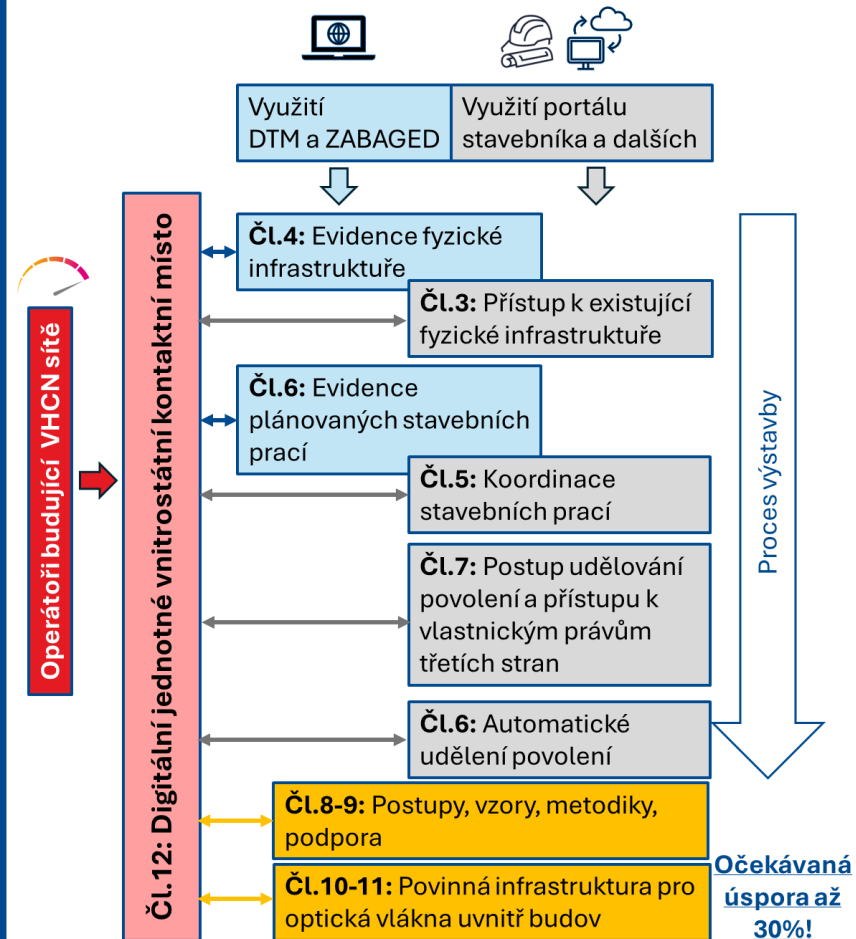 Využití
DTM a ZABAGED
Využití portálu
stavebníka a dalších
Operátoři budující VHCN sítě
Čl.12: Digitální jednotné vnitrostátní kontaktní místo
Čl.4: Evidence fyzické
infrastruktuře
Čl.3: Přístup k existující
fyzické infrastruktuře
Čl.6: Evidence
plánovaných stavebních
prací
Čl.5: Koordinace
stavebních prací
Čl.7: Postup udělování
povolení a přístupu k
vlastnickým právům
třetích stran
Čl.6: Automatické
udělení povolení
Čl.8-9: Postupy, vzory, metodiky,
podpora
Čl.10-11: Povinná infrastruktura pro
optická vlákna uvnitř budov
Proces výstavby
Očekávaná
úspora až
30%!